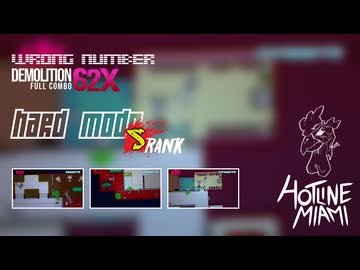 WRONG NUMBER
DEMOLITION 62X
FULL COMBO
HARD MODE
S RANK
HOTLINE
MIAMI